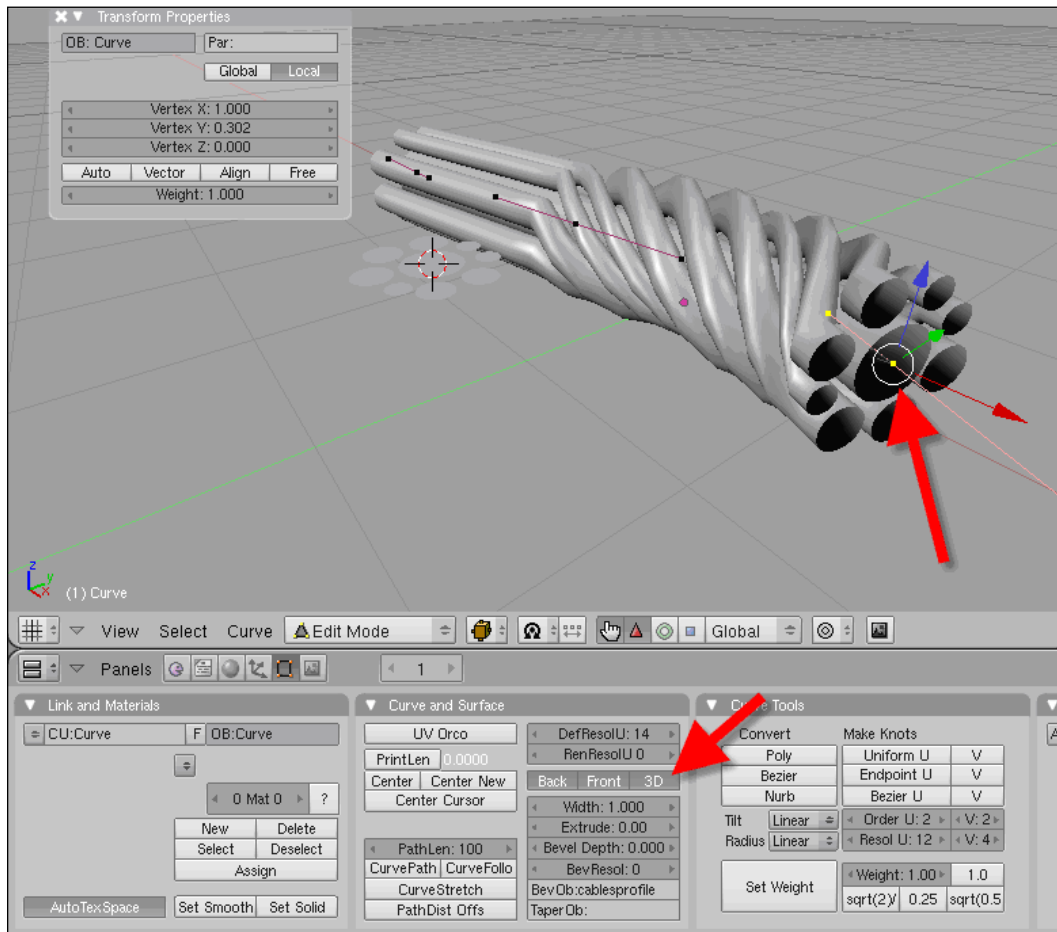 Transform Properties
OB: Curve Par:
Global Local
Vertex X: 1.000
Vertex Y: 0.302
Vertex Z: 0.000
Auto Vector Align Free
Weight: 1.000
z
y
x
(1) Curve
View Select Curve Edit Mode Global
Panels 1
Link and Materials
CU:Curve F OB:Curve
0 Mat 0 ?
New Delete
Select Deselect
Assign
AutoTexSpace Set Smooth Set Solid
Curve and Surface
UV Orco
PrintLen 0.0000
Center Center New
Center Cursor
PathLen: 100
CurvePath CurveFollo
CurveStretch
PathDist Offs
DefResolU: 14
RenResolU 0
Back Front 3D
Width: 1.000
Extrude: 0.00
Bevel Depth: 0.000
BevResol: 0
BevOb:cablesprofile
TaperOb:
Tools
Convert Make Knots
Poly Uniform U V
Bezier Endpoint U V
Nurb Bezier U V
Tilt Linear Order U: 2 V: 2
Radius Linear Resol U: 12 V: 4
Set Weight Weight: 1.00 1.0
sqrt(2)/ 0.25 sqrt(0.5